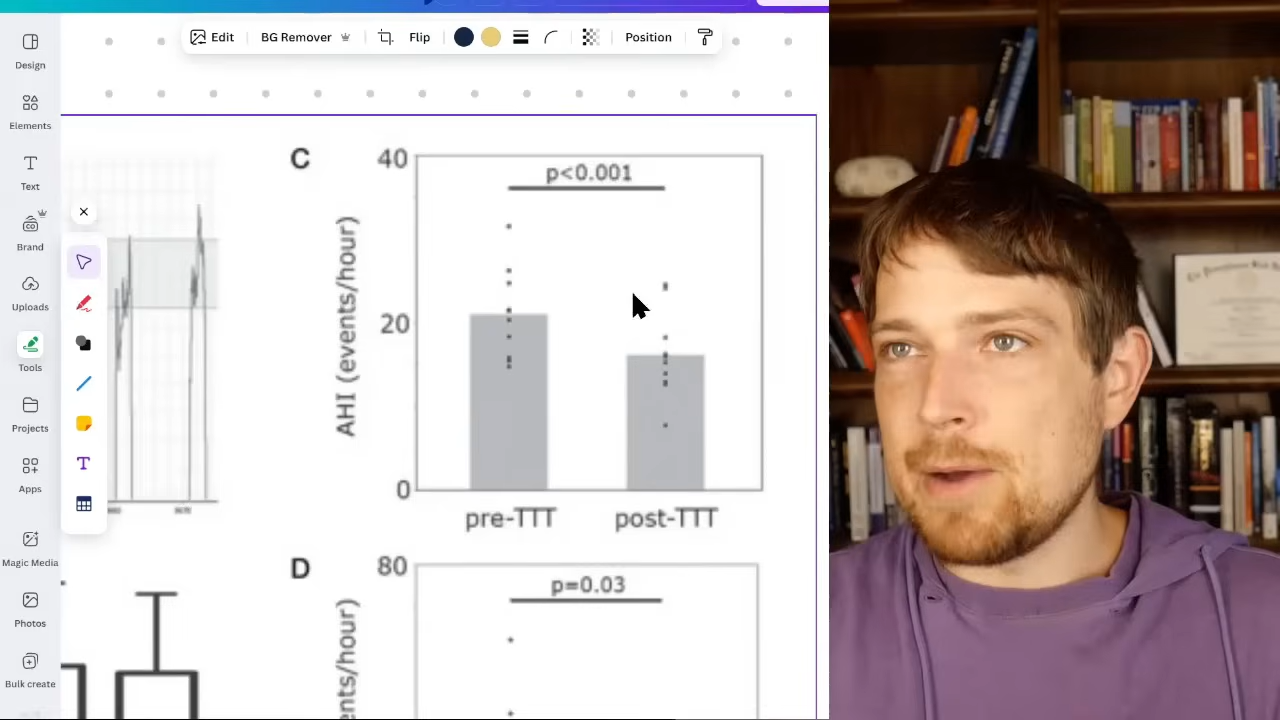 Edit
BG Remover
Flip
Position
Design
Elements
Text
Brand
Uploads
Tools
Projects
Apps
Magic Media
Photos
Bulk create
C
40
20
0
AHI (events/hour)
p<0.001
pre-TTT
post-TTT
D
80
p=0.03
ents/hour)